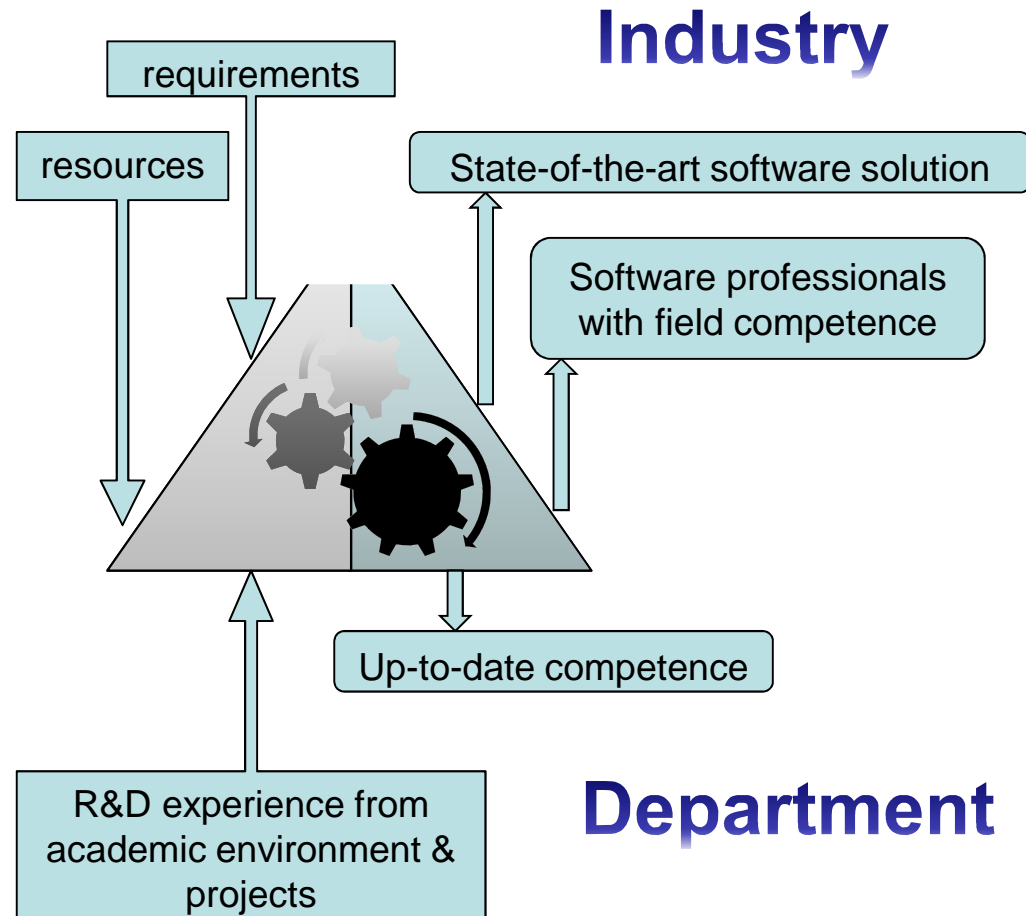 Industry
requirements
resources
State-of-the-art software solution
Software professionals
with field competence
Up-to-date competence
R&D experience from
academic environment &
projects
Department